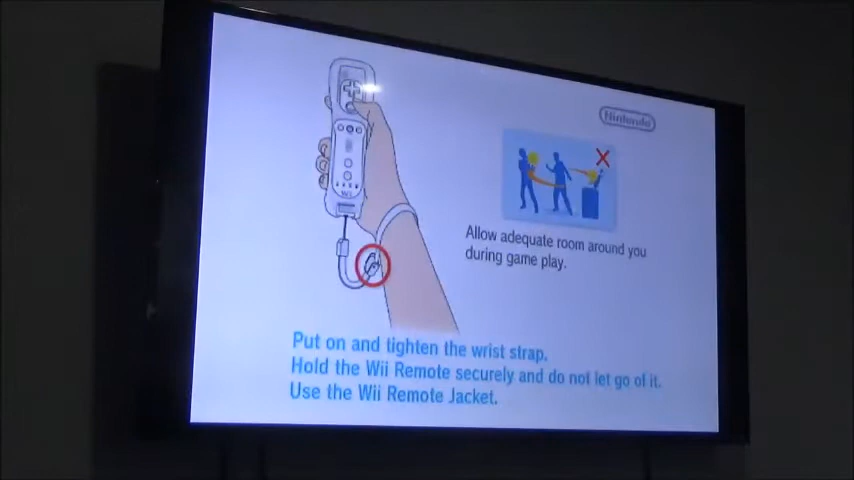 Nintendo
Allow adequate room around you
during game play.
Put on and tighten the wrist strap.
Hold the Wii Remote securely and do not let go of it.
Use the Wii Remote Jacket.
Wii